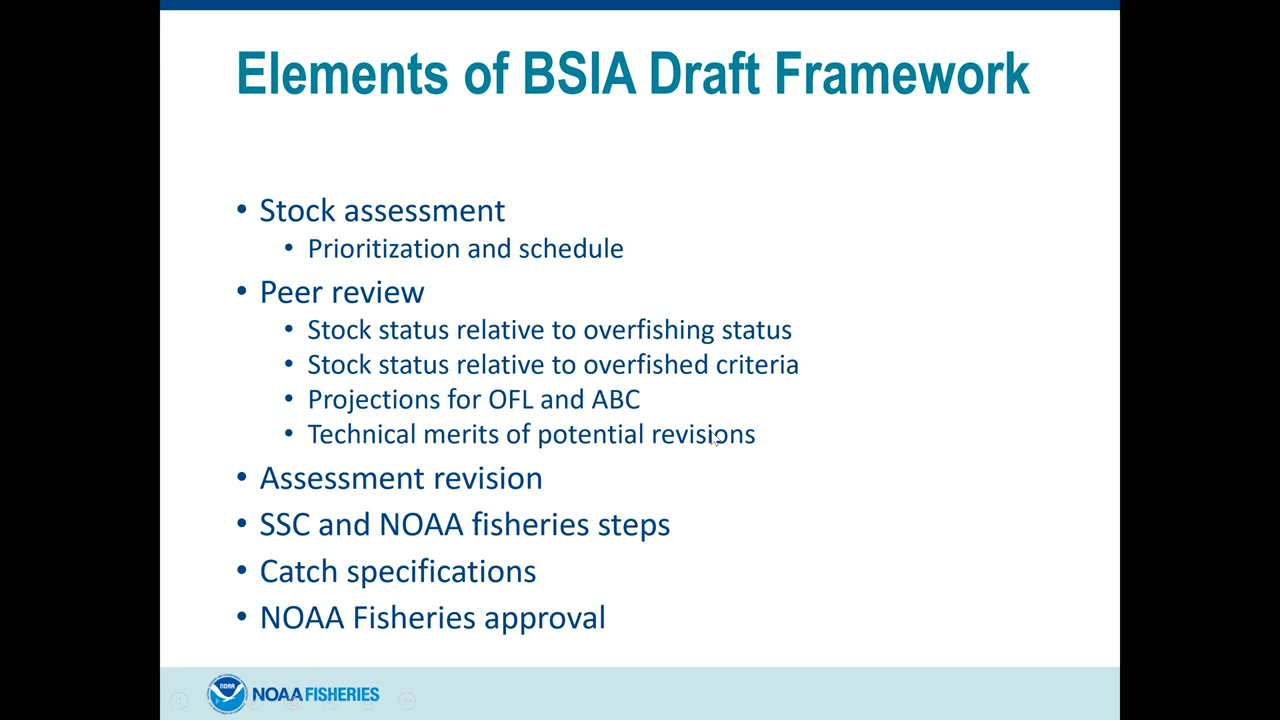 Elements of BSIA Draft Framework
• Stock assessment
• Prioritization and schedule
• Peer review
• Stock status relative to overfishing status
• Stock status relative to overfished criteria
• Projections for OFL and ABC
• Technical merits of potential revisions
• Assessment revision
• SSC and NOAA fisheries steps
• Catch specifications
• NOAA Fisheries approval
NOAA
NOAA FISHERIES